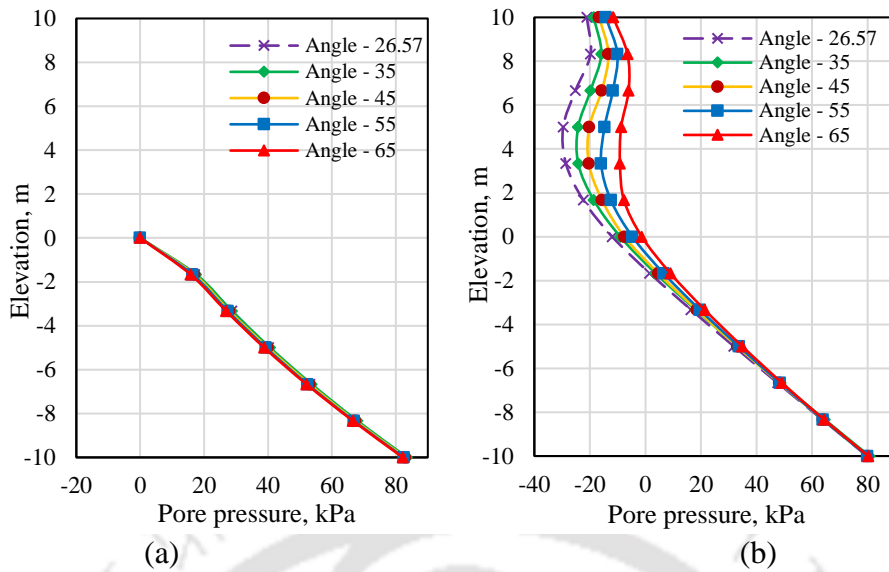 10
8
6
4
2
0
-2
-4
-6
-8
-10
Elevation, m
Angle - 26.57
Angle - 35
Angle - 45
Angle - 55
Angle - 65
-20 0 20 40 60 80
Pore pressure, kPa
(a)
10
8
6
4
2
0
-2
-4
-6
-8
-10
Elevation, m
Angle - 26.57
Angle - 35
Angle - 45
Angle - 55
Angle - 65
-40 -20 0 20 40 60 80
Pore pressure, kPa
(b)